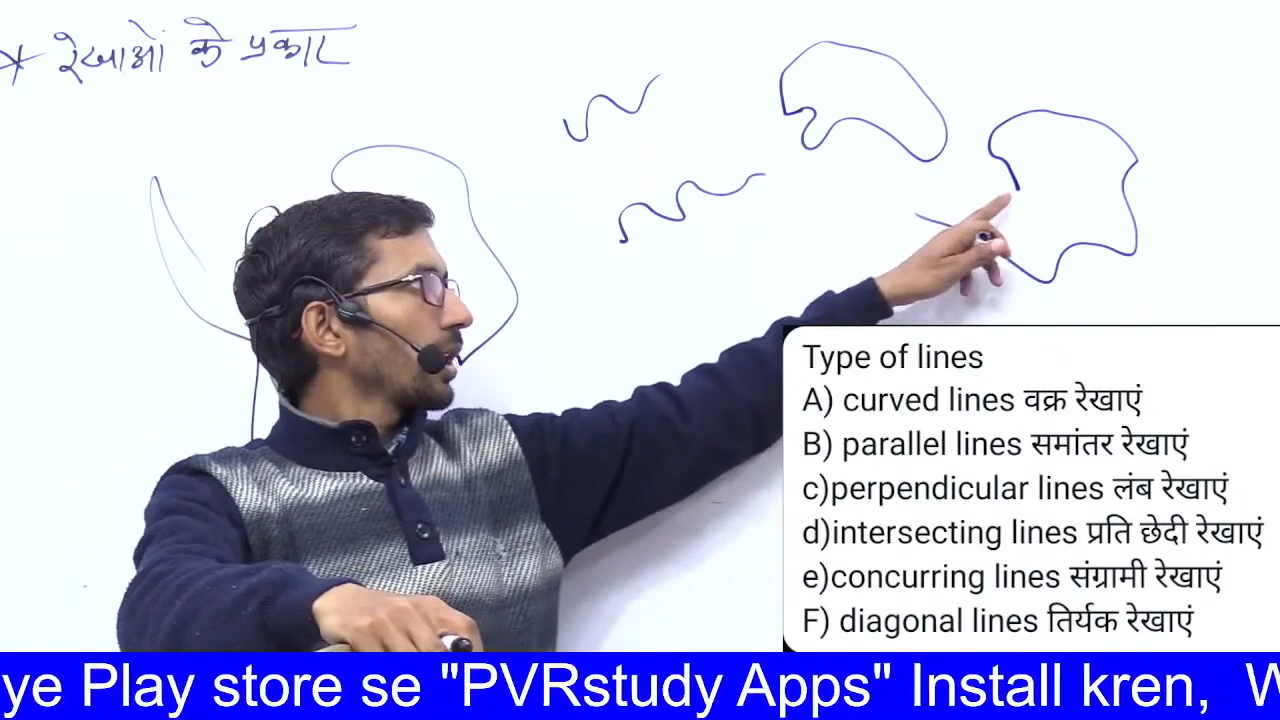 * रेखाओं के प्रकार
Type of lines
A) curved lines वक्र रेखाएं
B) parallel lines समांतर रेखाएं
c)perpendicular lines लंब रेखाएं
d)intersecting lines प्रति छेदी रेखाएं
e)concurring lines संग्रामी रेखाएं
F) diagonal lines तिर्यक रेखाएं
ye Play store se "PVRstudy Apps" Install kren, W